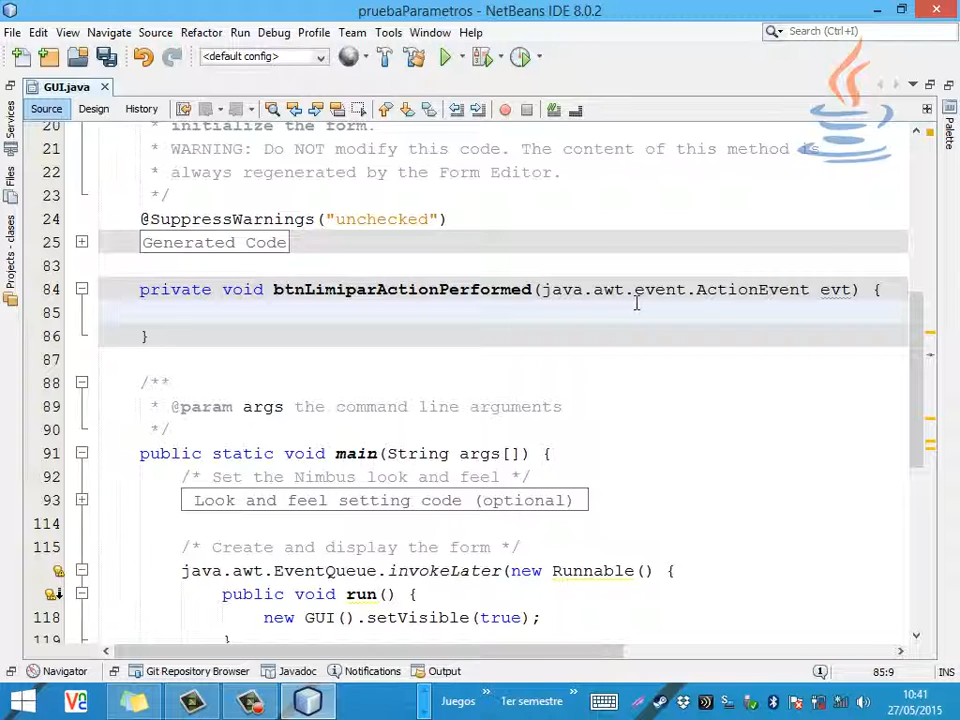 pruebaParametros - NetBeans IDE 8.0.2
File Edit View Navigate Source Refactor Run Debug Profile Team Tools Window Help
Search (Ctrl+I)
<default config>
GUI.java
Source Design History
Services
Files
Projects - clases
Palette
20 * initialize the form.
21 * WARNING: Do NOT modify this code. The content of this method is
22 * always regenerated by the Form Editor.
23 */
24 @SuppressWarnings("unchecked")
25 Generated Code
83
84 private void btnLimiparActionPerformed(java.awt.event.ActionEvent evt) {
85
86 }
87
88 /**
89 * @param args the command line arguments
90 */
91 public static void main(String args[]) {
92 /* Set the Nimbus look and feel */
93 Look and feel setting code (optional)
114
115 /* Create and display the form */
java.awt.EventQueue.invokeLater(new Runnable() {
public void run() {
118 new GUI().setVisible(true);
119 }
Navigator Git Repository Browser Javadoc Notifications Output
1 85:9 INS
Juegos » 1er semestre »
10:41
27/05/2015